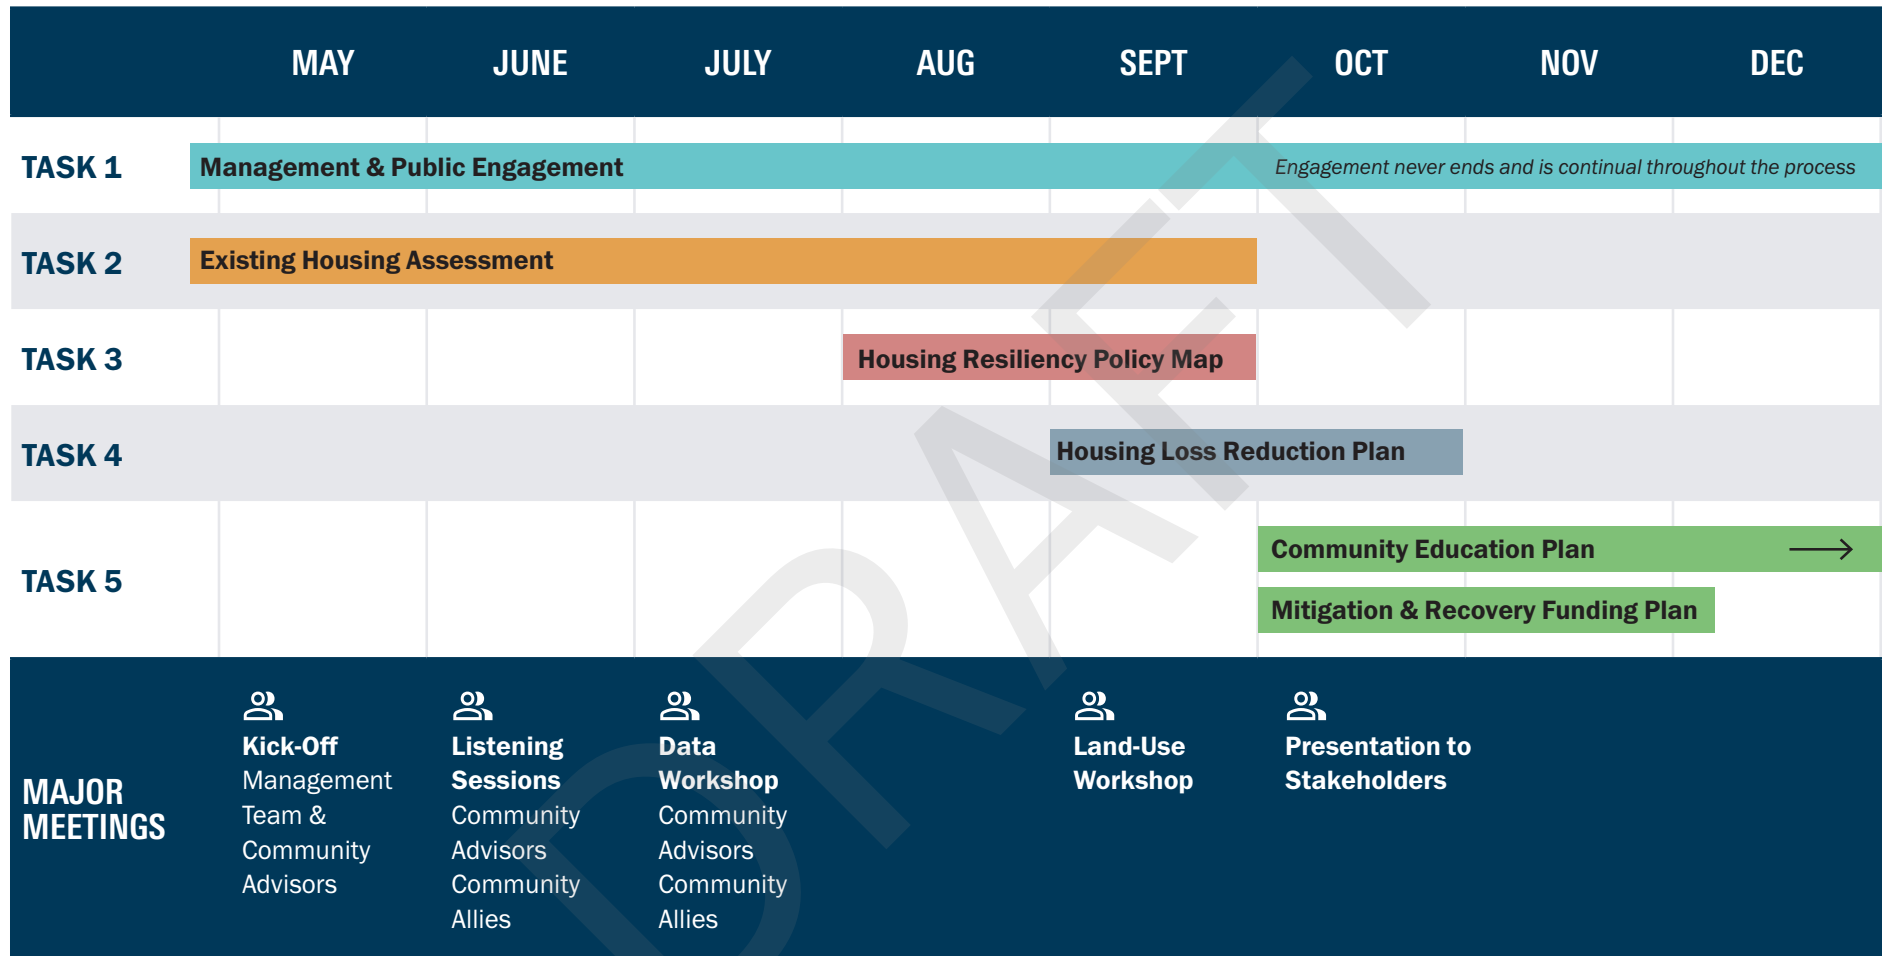 MAY JUNE JULY AUG SEPT OCT NOV DEC
TASK 1
Management & Public Engagement
Engagement never ends and is continual throughout the process
TASK 2
Existing Housing Assessment
TASK 3
Housing Resiliency Policy Map
TASK 4
Housing Loss Reduction Plan
TASK 5
Community Education Plan
Mitigation & Recovery Funding Plan
MAJOR
MEETINGS
Kick-Off
Management
Team &
Community
Advisors
Listening
Sessions
Community
Advisors
Community
Allies
Data
Workshop
Community
Advisors
Community
Allies
Land-Use
Workshop
Presentation to
Stakeholders
DRAFT